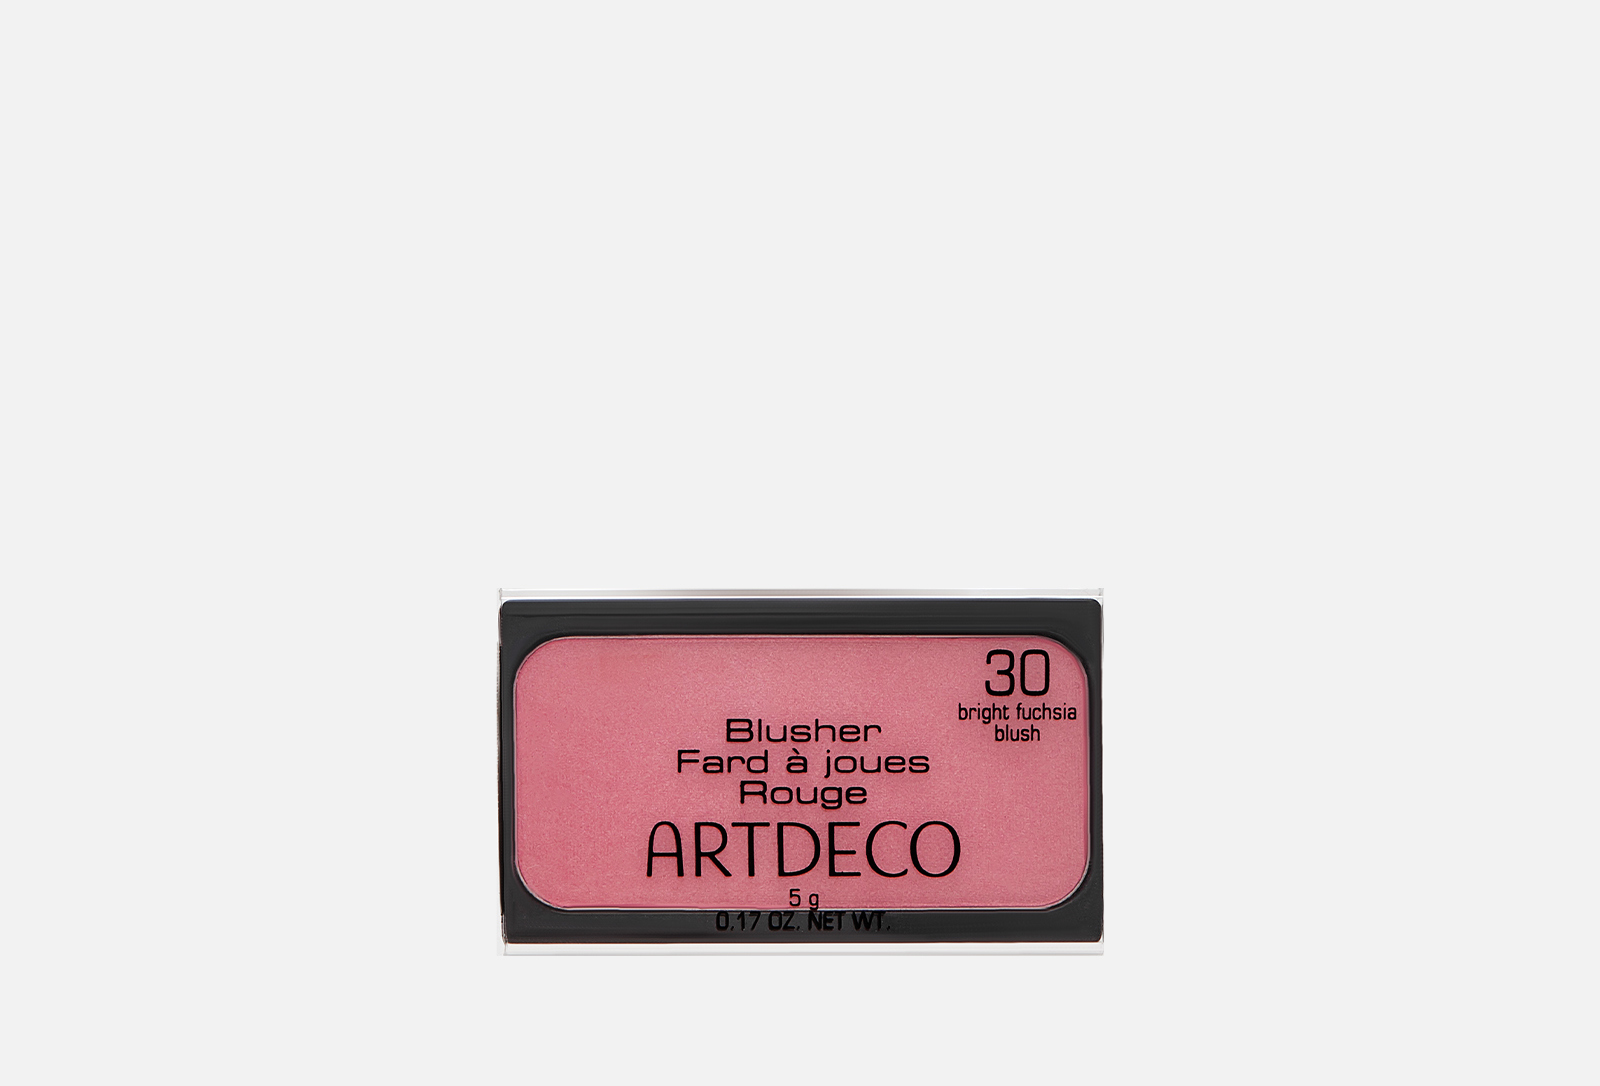 30
bright fuchsia
blush
Blusher
Fard à joues
Rouge
ARTDECO
5 g
0.17 OZ. NET WT.